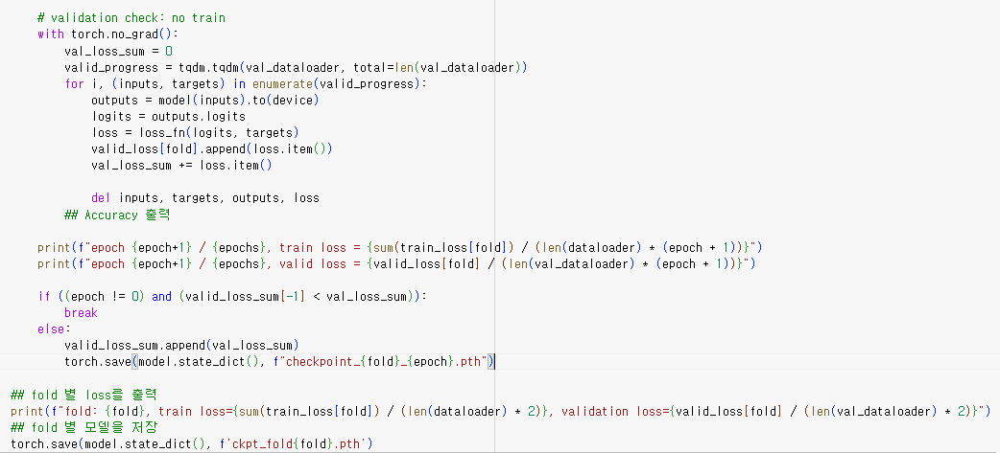 # validation check: no train
with torch.no_grad():
val_loss_sum = 0
valid_progress = tqdm.tqdm(val_dataloader, total=len(val_dataloader))
for i, (inputs, targets) in enumerate(valid_progress):
outputs = model(inputs).to(device)
logits = outputs.logits
loss = loss_fn(logits, targets)
valid_loss[fold].append(loss.item())
val_loss_sum += loss.item()
del inputs, targets, outputs, loss
## Accuracy 출력
print(f"epoch {epoch+1} / {epochs}, train loss = {sum(train_loss[fold]) / (len(dataloader) * (epoch + 1))}")
print(f"epoch {epoch+1} / {epochs}, valid loss = {valid_loss[fold] / (len(val_dataloader) * (epoch + 1))}")
if ((epoch != 0) and (valid_loss_sum[-1] < val_loss_sum)):
break
else:
valid_loss_sum.append(val_loss_sum)
torch.save(model.state_dict(), f"checkpoint_{fold}_{epoch}.pth")
## fold 별 loss를 출력
print(f"fold: {fold}, train loss={sum(train_loss[fold]) / (len(dataloader) * 2)}, validation loss={valid_loss[fold] / (len(val_dataloader) * 2)}")
## fold 별 모델을 저장
torch.save(model.state_dict(), f'ckpt_fold{fold}.pth')